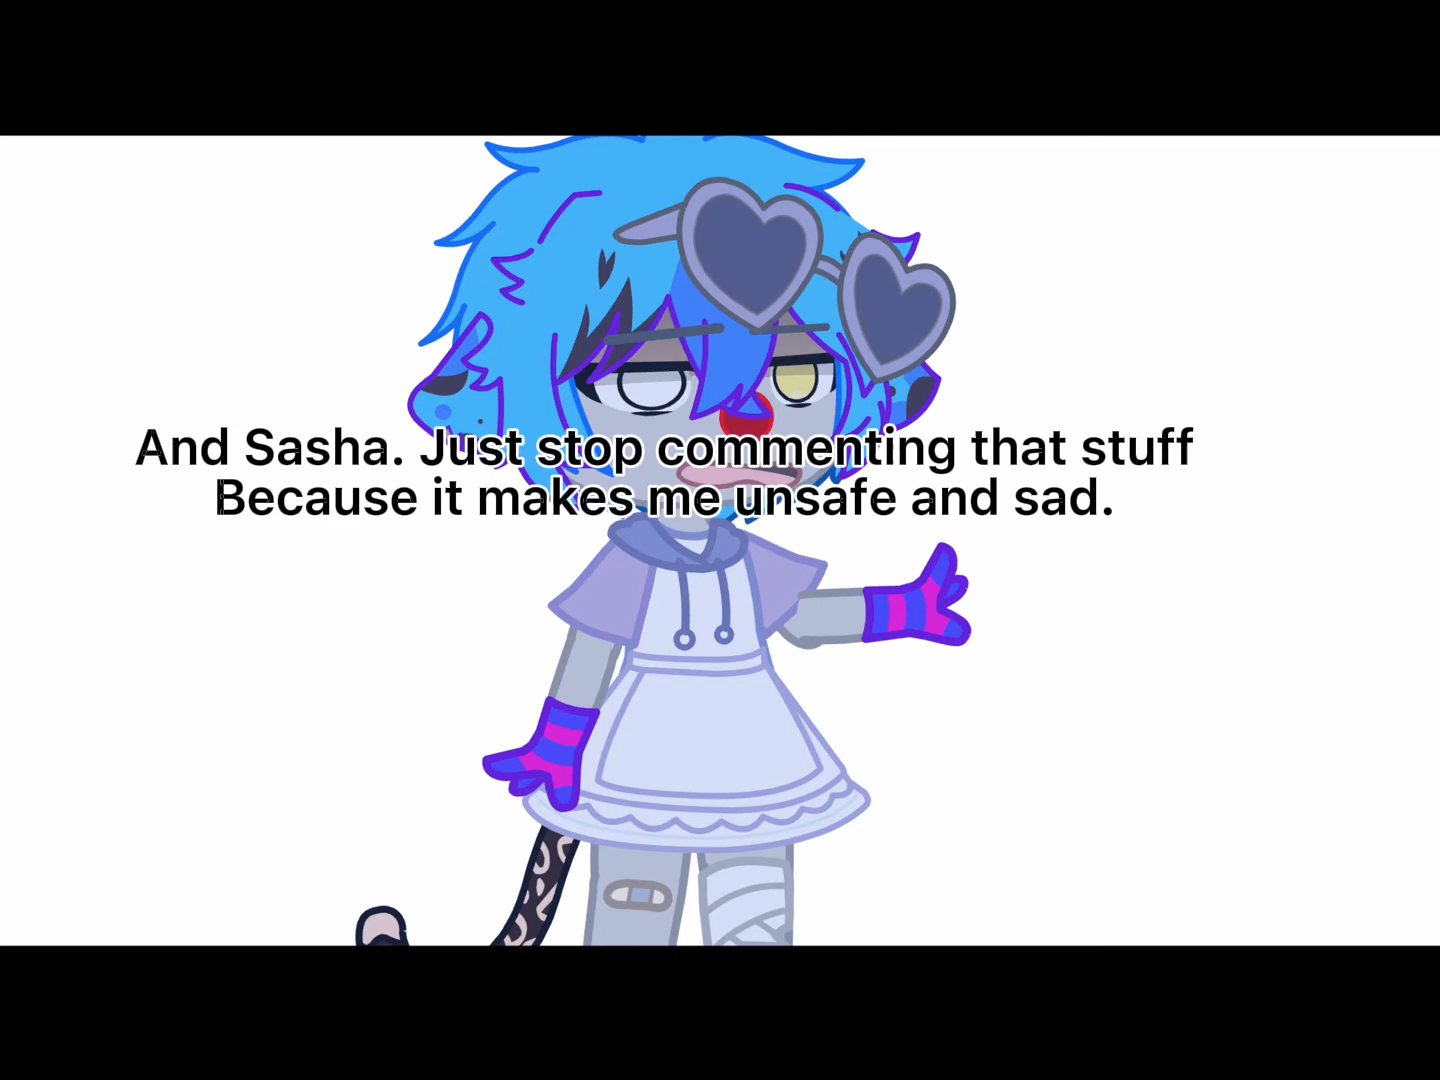 And Sasha. Just stop commenting that stuff
Because it makes me unsafe and sad.